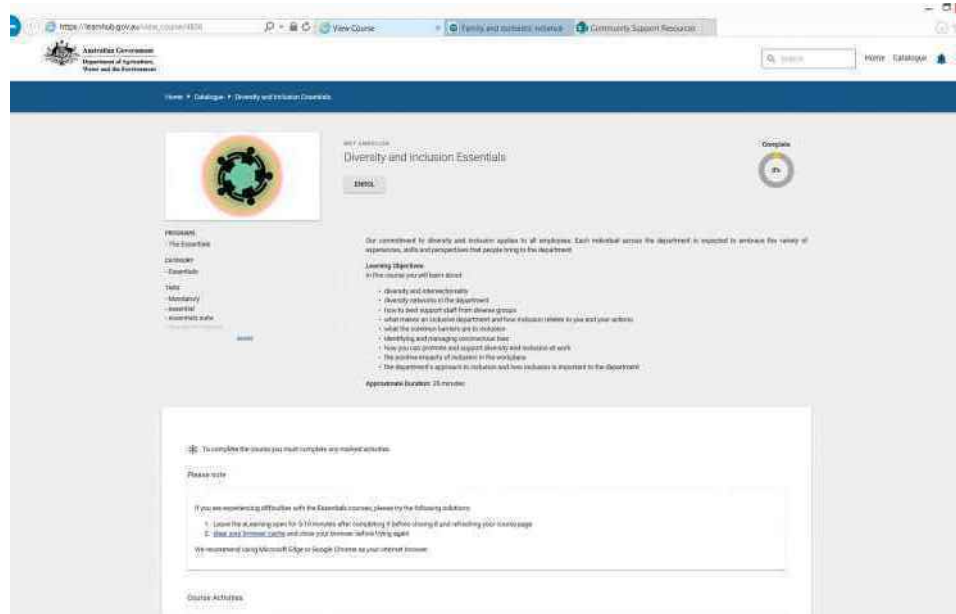 https://learnhub.gov.au/view_course/
View Course
Family and domestic violence
Community Support Resources
Australian Government
Department of Agriculture,
Water and the Environment
Search
Home Catalogue
Home Catalogue Diversity and Inclusion Essentials
NOT ENROLLED
Diversity and Inclusion Essentials
ENROL
Complete
0%
PROGRAMS
- The Essentials
CATEGORY
- Essentials
TAGS
- Mandatory
- essential
- essentials suite
Our commitment to diversity and inclusion applies to all employees. Each individual across the department is expected to embrace the variety of
experiences, skills and perspectives that people bring to the department.
Learning Objectives
In this course you will learn about:
• diversity and intersectionality
• diversity networks in the department
• how to best support staff from diverse groups
• what makes an inclusive department and how inclusion relates to you and your actions
• what the common barriers are to inclusion
• identifying and managing unconscious bias
• how you can promote and support diversity and inclusion at work
• the positive impacts of inclusion in the workplace
• the department's approach to inclusion and how inclusion is important to the department
Approximate Duration: 25 minutes
To complete the course you must complete any marked activities
Please note
If you are experiencing difficulties with the Essentials courses, please try the following solutions:
1. Leave the eLearning open for 5-10 minutes after completing it before closing it and refreshing your course page
2. clear your browser cache and close your browser before trying again
We recommend using Microsoft Edge or Google Chrome as your internet browser.
Course Activities